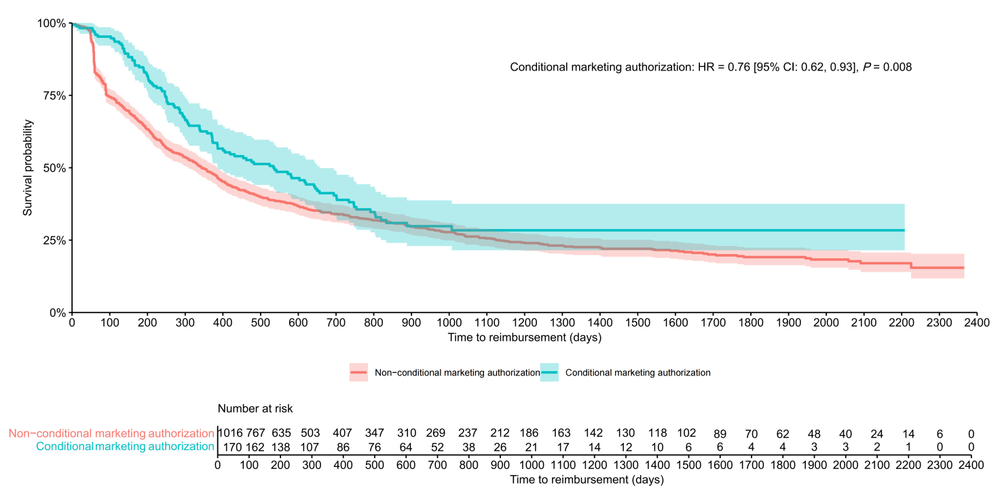 100%
75%
50%
25%
0%
Survival probability
Conditional marketing authorization: HR = 0.76 [95% CI: 0.62, 0.93], P = 0.008
0 100 200 300 400 500 600 700 800 900 1000 1100 1200 1300 1400 1500 1600 1700 1800 1900 2000 2100 2200 2300 2400
Time to reimbursement (days)
Non−conditional marketing authorization Conditional marketing authorization
Number at risk
Non−conditional marketing authorization 1016 767 635 503 407 347 310 269 237 212 186 163 142 130 118 102 89 70 62 48 40 24 14 6 0
Conditional marketing authorization 170 162 138 107 86 76 64 52 38 26 21 17 14 12 10 6 6 4 4 3 3 2 1 0 0
0 100 200 300 400 500 600 700 800 900 1000 1100 1200 1300 1400 1500 1600 1700 1800 1900 2000 2100 2200 2300 2400
Time to reimbursement (days)